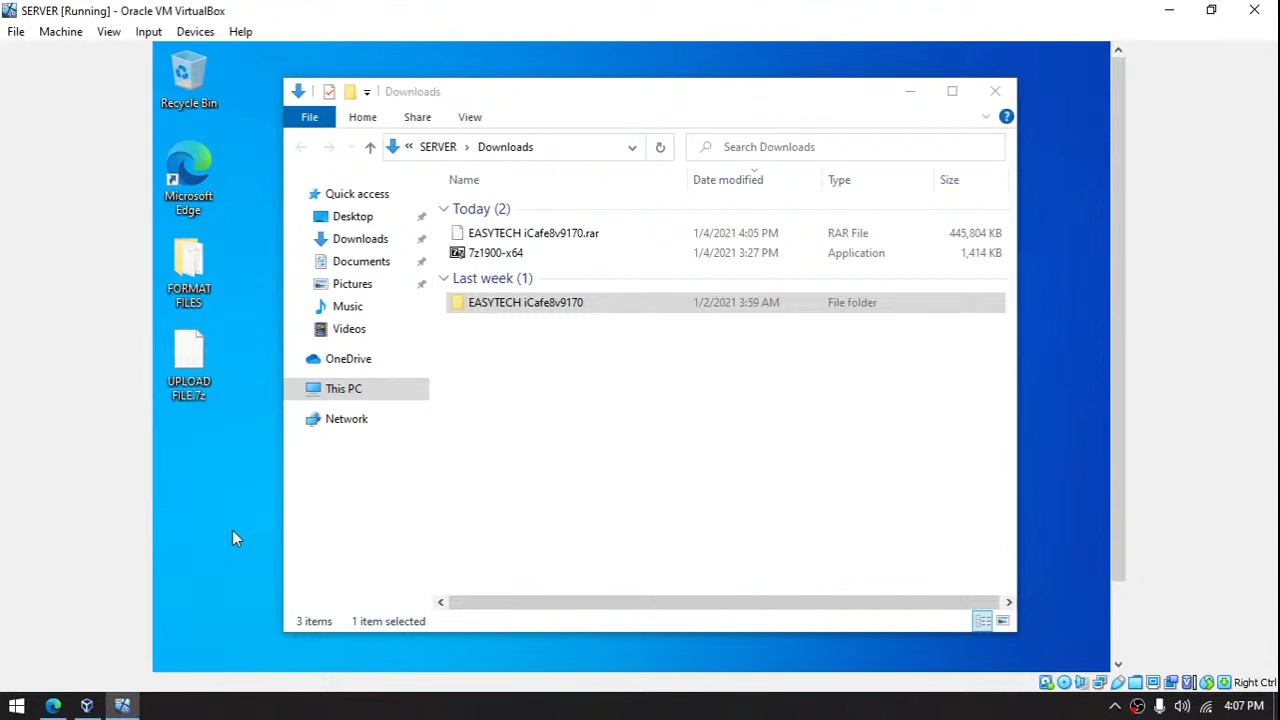 SERVER [Running] - Oracle VM VirtualBox
File Machine View Input Devices Help
Recycle Bin
Microsoft
Edge
FORMAT
FILES
UPLOAD
FILE.7z
Downloads
File Home Share View
« SERVER › Downloads
Search Downloads
Quick access
Desktop
Downloads
Documents
Pictures
Music
Videos
OneDrive
This PC
Network
Name Date modified Type Size
Today (2)
EASYTECH iCafe8v9170.rar 1/4/2021 4:05 PM RAR File 445,804 KB
7z1900-x64 1/4/2021 3:27 PM Application 1,414 KB
Last week (1)
EASYTECH iCafe8v9170 1/2/2021 3:59 AM File folder
3 items 1 item selected
Right Ctrl
4:07 PM